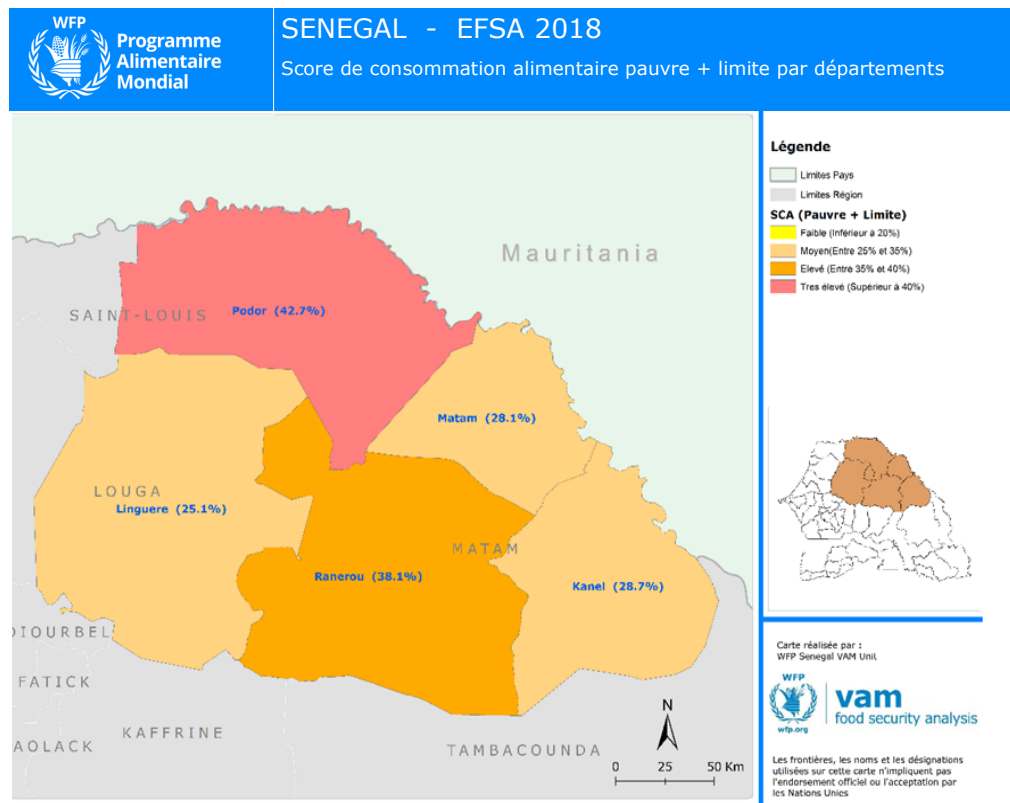 WFP
Programme
Alimentaire
Mondial
SENEGAL - EFSA 2018
Score de consommation alimentaire pauvre + limite par départements
Mauritania
SAINT-LOUIS
Podor (42.7%)
Matam (28.1%)
LOUGA
Linguere (25.1%)
MATAM
Ranerou (38.1%)
Kanel (28.7%)
DIOURBEL
FATICK
KAFFRINE
AOLACK
TAMBACOUNDA
N
0 25 50 Km
Légende
Limites Pays
Limites Région
SCA (Pauvre + Limite)
Faible (Inférieur à 20%)
Moyen(Entre 25% et 35%)
Elevé (Entre 35% et 40%)
Tres élevé (Supérieur à 40%)
Carte réalisée par :
WFP Senegal VAM Unit
WFP
wfp.org
vam
food security analysis
Les frontières, les noms et les désignations
utilisées sur cette carte n'impliquent pas
l'endorsement officiel ou l'acceptation par
les Nations Unies